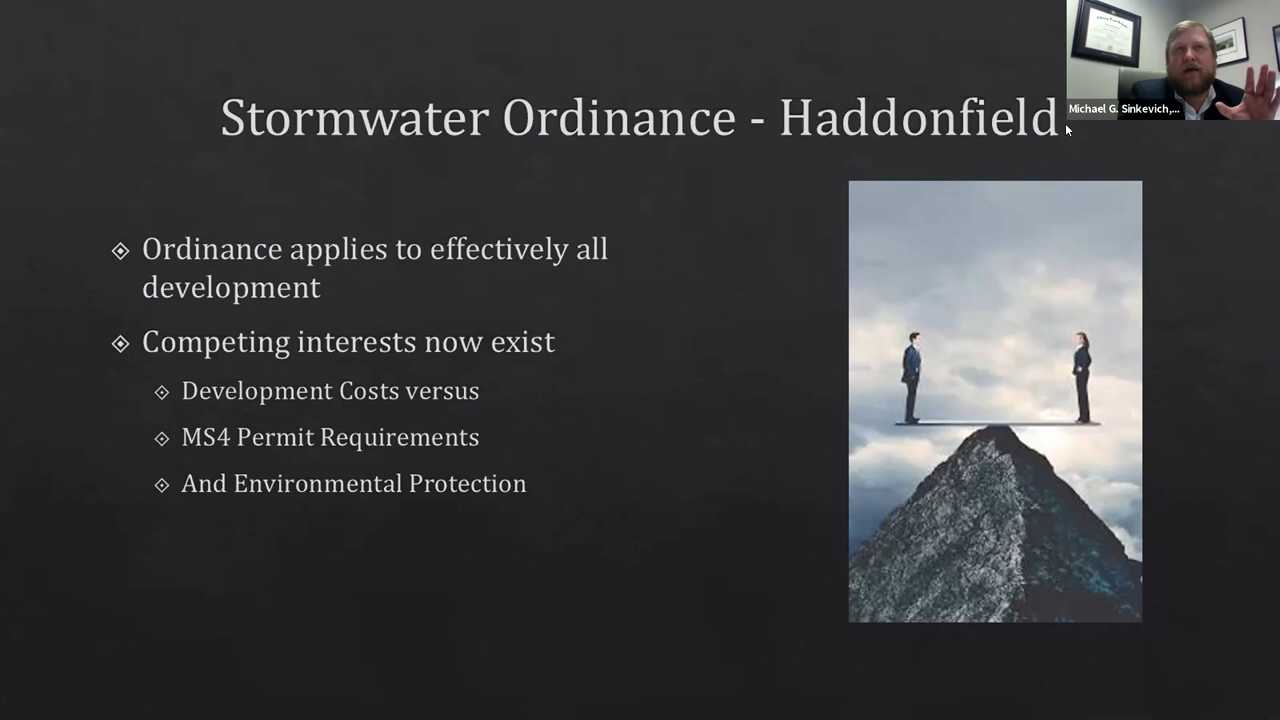 Stormwater Ordinance - Haddonfield
Michael G. Sinkevich,...
Ordinance applies to effectively all
development
Competing interests now exist
Development Costs versus
MS4 Permit Requirements
And Environmental Protection